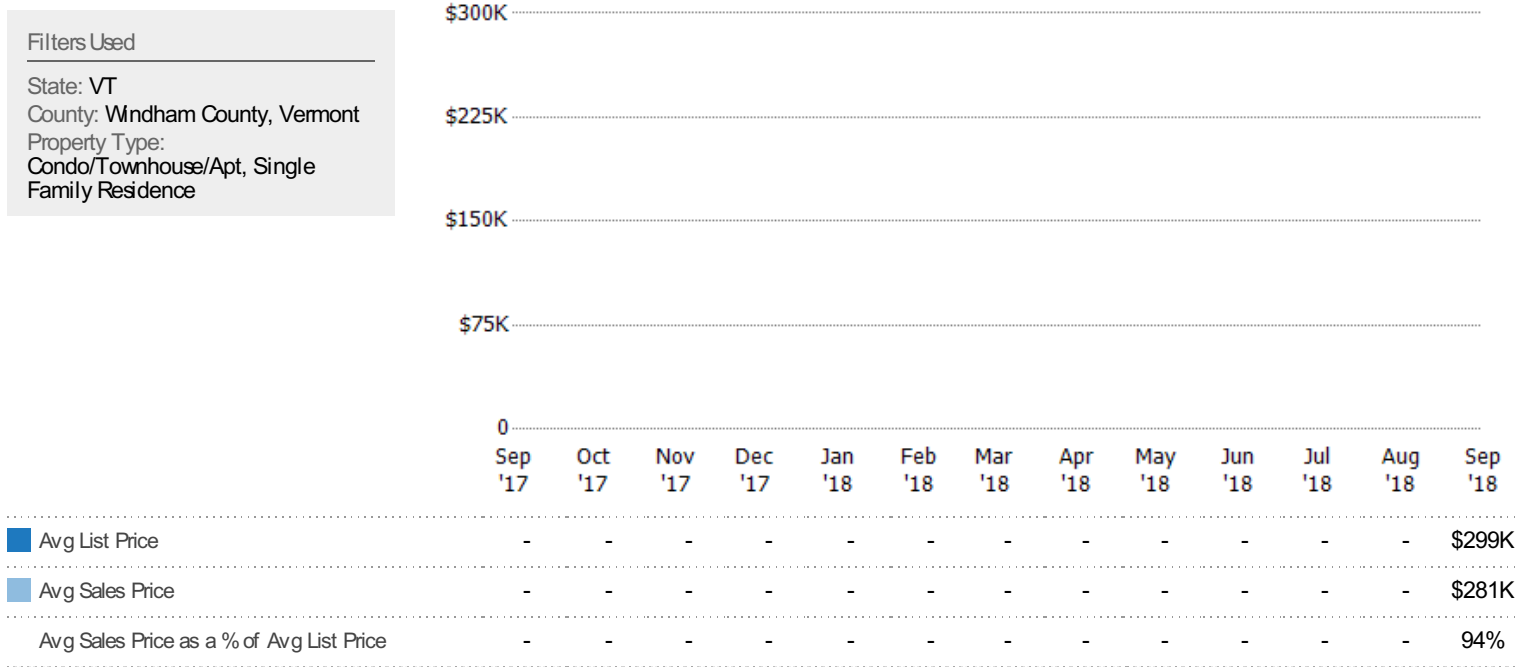 Filters Used
State: VT
County: Windham County, Vermont
Property Type:
Condo/Townhouse/Apt, Single
Family Residence
$300K
$225K
$150K
$75K
0
Sep Oct Nov Dec Jan Feb Mar Apr May Jun Jul Aug Sep
'17 '17 '17 '17 '18 '18 '18 '18 '18 '18 '18 '18 '18
Avg List Price - - - - - - - - - - - - $299K
Avg Sales Price - - - - - - - - - - - - $281K
Avg Sales Price as a % of Avg List Price - - - - - - - - - - - - 94%